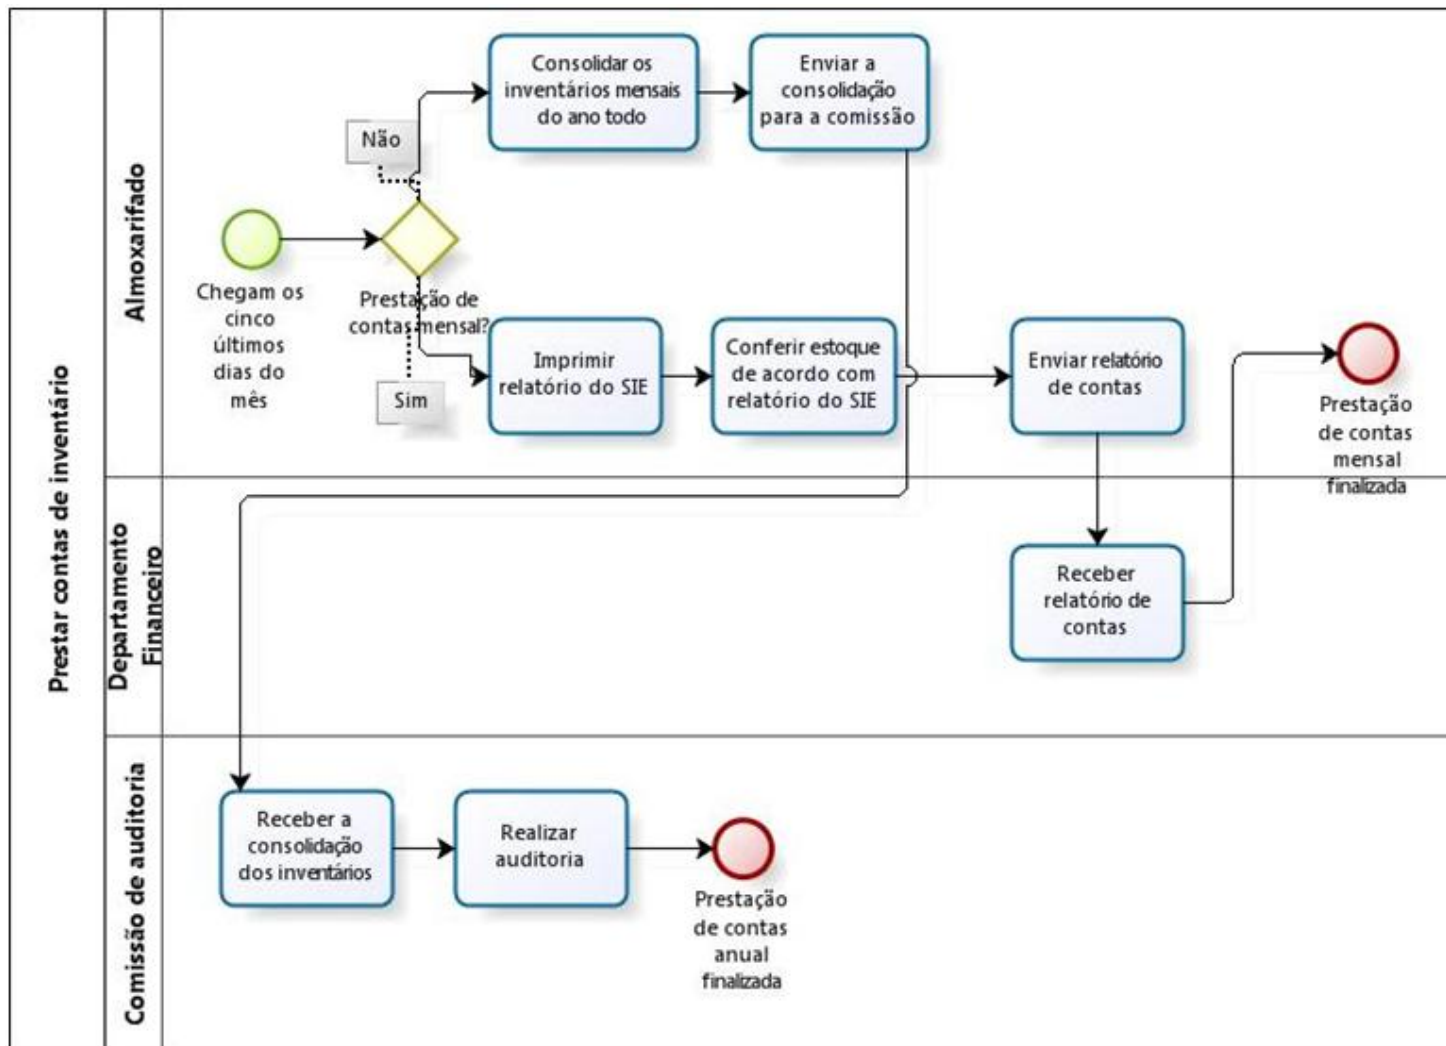 Prestar contas de inventário
Almoxarifado
Chegam os
cinco
últimos
dias do
mês
Não
Prestação de
contas mensal?
Sim
Consolidar os
inventários mensais
do ano todo
Enviar a
consolidação
para a comissão
Imprimir
relatório do SIE
Conferir estoque
de acordo com
relatório do SIE
Enviar relatório
de contas
Prestação
de contas
mensal
finalizada
Departamento
Financeiro
Receber
relatório de
contas
Comissão de auditoria
Receber a
consolidação
dos inventários
Realizar
auditoria
Prestação
de contas
anual
finalizada